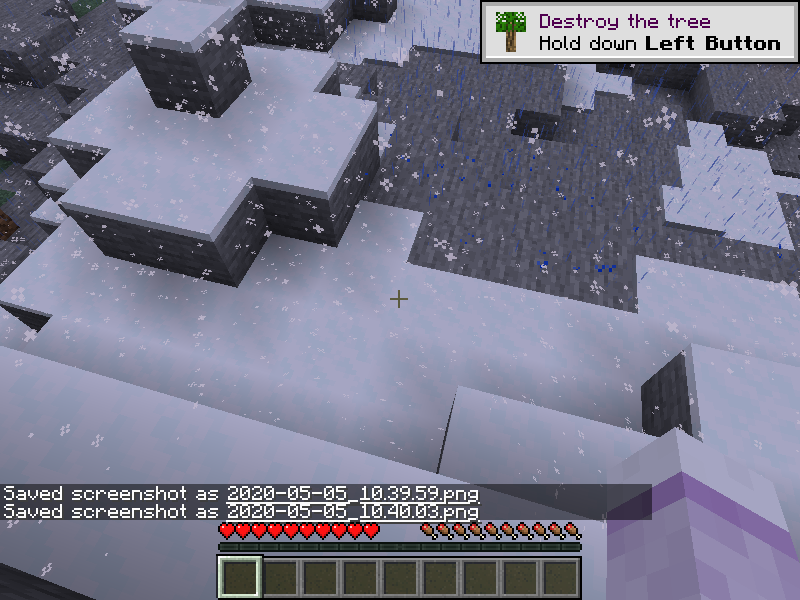 Destroy the tree
Hold down Left Button
Saved screenshot as 2020-05-05_10.39.59.png
Saved screenshot as 2020-05-05_10.40.03.png